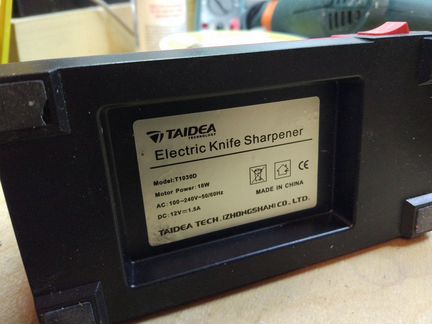 TAIDEA
TECHNOLOGY
Electric Knife Sharpener
Model:T1030D
Motor Power:18W
AC:100-240V~50/60Hz
DC:12V⎓1.5A
CE
MADE IN CHINA
TAIDEA TECH.(ZHONGSHAN) CO., LTD.